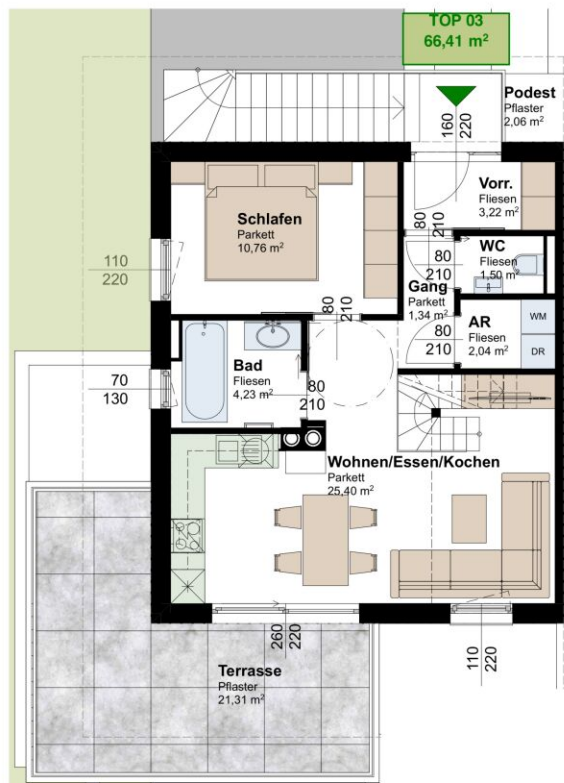 TOP 03
66,41 m²
Podest
Pflaster
2,06 m²
160
220
Vorr.
Fliesen
3,22 m²
80
210
Schlafen
Parkett
10,76 m²
110
220
WC
Fliesen
1,50 m²
80
210
Gang
Parkett
1,34 m²
80
210
AR
Fliesen
2,04 m²
WM
DR
80
210
Bad
Fliesen
4,23 m²
80
210
70
130
Wohnen/Essen/Kochen
Parkett
25,40 m²
260
220
110
220
Terrasse
Pflaster
21,31 m²